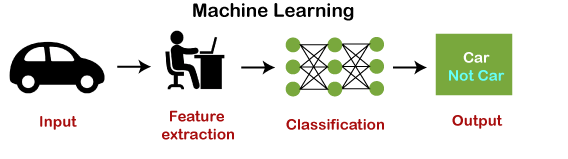 Machine Learning
Car
Not Car
Input
Feature
extraction
Classification
Output